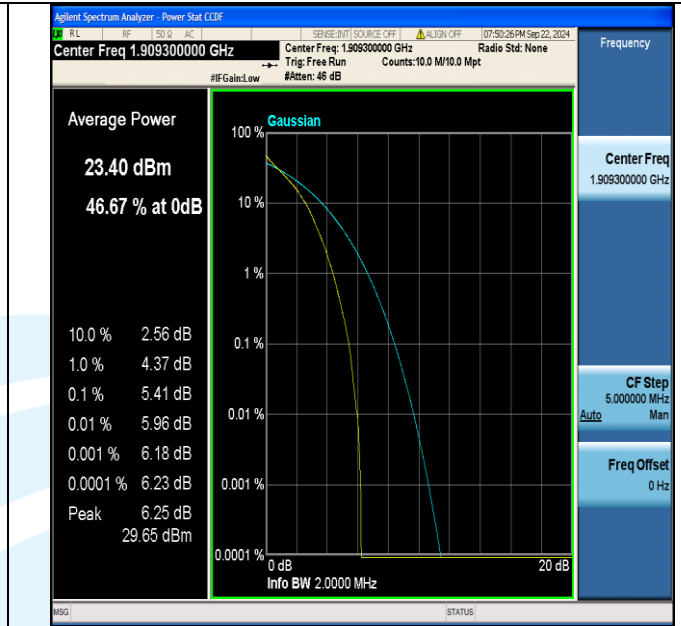 Agilent Spectrum Analyzer - Power Stat CCDF
RL RF 50 Ω AC SENSE:INT SOURCE OFF ALIGN OFF 07:50:26 PM Sep 22, 2024
Center Freq 1.909300000 GHz
Center Freq: 1.909300000 GHz Radio Std: None
Trig: Free Run Counts:10.0 M/10.0 Mpt
#IFGain:Low #Atten: 46 dB
Frequency
Average Power
23.40 dBm
46.67 % at 0dB
10.0 % 2.56 dB
1.0 % 4.37 dB
0.1 % 5.41 dB
0.01 % 5.96 dB
0.001 % 6.18 dB
0.0001 % 6.23 dB
Peak 6.25 dB
29.65 dBm
Gaussian
100 %
10 %
1 %
0.1 %
0.01 %
0.001 %
0.0001 %
0 dB 20 dB
Info BW 2.0000 MHz
Center Freq
1.909300000 GHz
CF Step
5.000000 MHz
Auto Man
Freq Offset
0 Hz
MSG STATUS